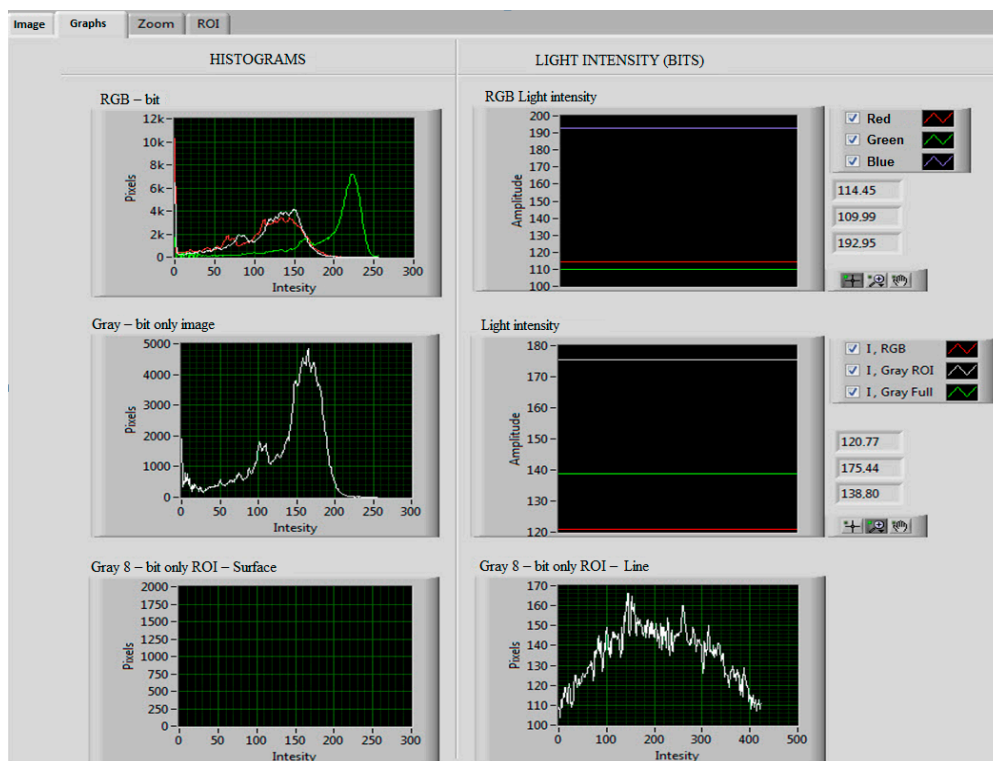 Image Graphs Zoom ROI
HISTOGRAMS
LIGHT INTENSITY (BITS)
RGB – bit
12k
10k
8k
6k
4k
2k
0
Pixels
0 50 100 150 200 250 300
Intesity
RGB Light intensity
200
190
180
170
160
150
140
130
120
110
100
Amplitude
Red
Green
Blue
114.45
109.99
192.95
Gray – bit only image
5000
4000
3000
2000
1000
0
Pixels
0 50 100 150 200 250 300
Intesity
Light intensity
180
170
160
150
140
130
120
Amplitude
I, RGB
I, Gray ROI
I, Gray Full
120.77
175.44
138.80
Gray 8 – bit only ROI – Surface
2000
1750
1500
1250
1000
750
500
250
0
Pixels
0 50 100 150 200 250 300
Intesity
Gray 8 – bit only ROI – Line
170
160
150
140
130
120
110
100
Pixels
0 100 200 300 400 500
Intesity